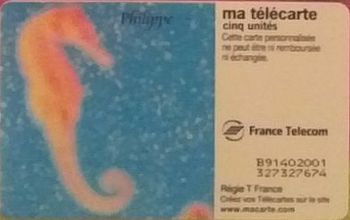 Philippe
ma télécarte
cinq unités
Cette carte personnalisée
ne peut être ni remboursée
ni échangée.
France Telecom
B91402001
327327674
Régie T France
Créez vos Télécartes sur le site
www.macarte.com